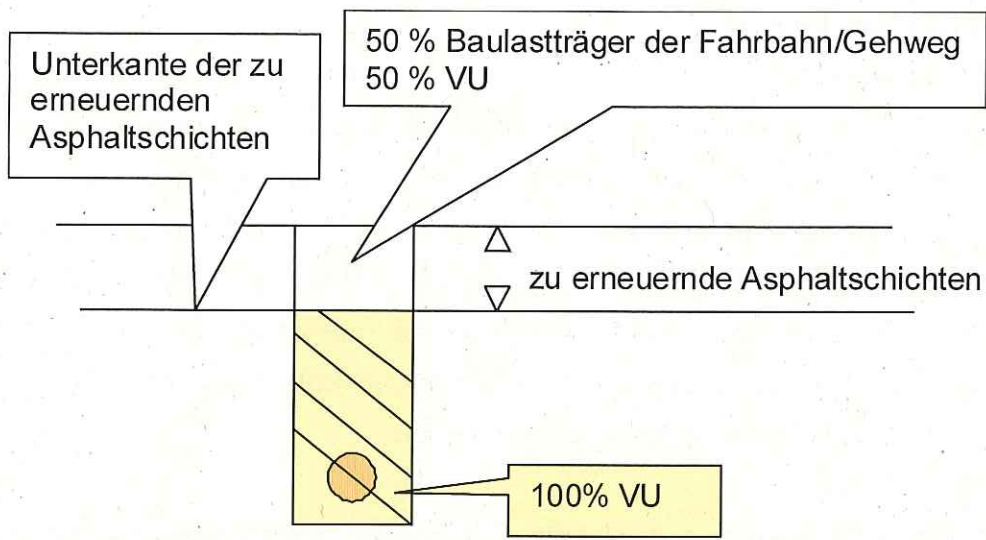 Unterkante der zu
erneuernden
Asphaltschichten
50 % Baulastträger der Fahrbahn/Gehweg
50 % VU
zu erneuernde Asphaltschichten
100% VU